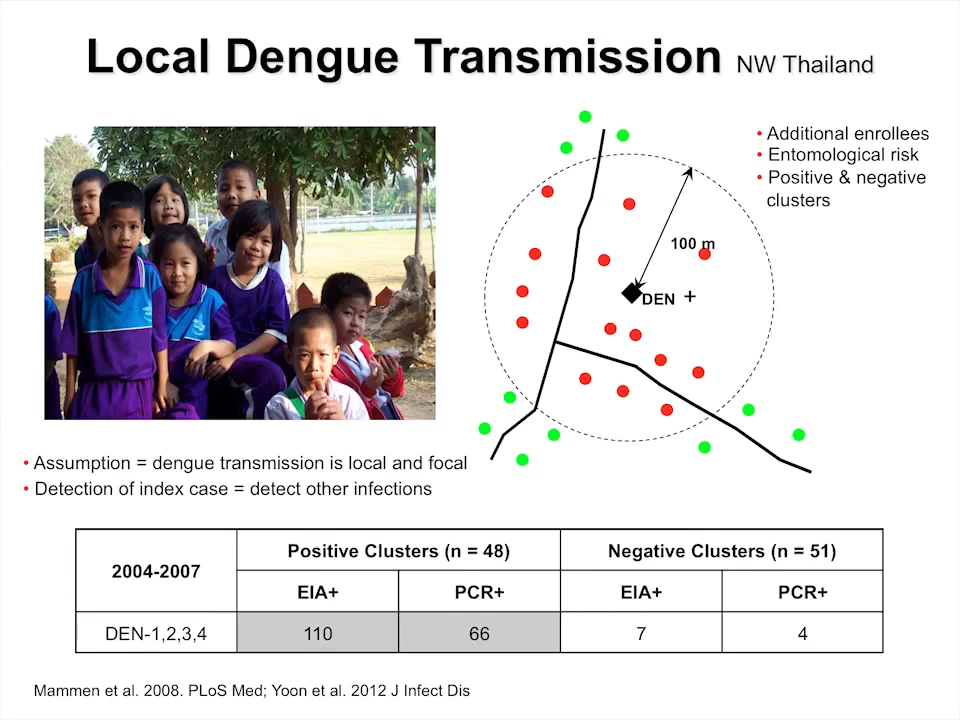 Local Dengue Transmission NW Thailand
• Additional enrollees
• Entomological risk
• Positive & negative
clusters
100 m
DEN +
• Assumption = dengue transmission is local and focal
• Detection of index case = detect other infections
2004-2007
Positive Clusters (n = 48)
Negative Clusters (n = 51)
EIA+
PCR+
EIA+
PCR+
DEN-1,2,3,4
110
66
7
4
Mammen et al. 2008. PLoS Med; Yoon et al. 2012 J Infect Dis